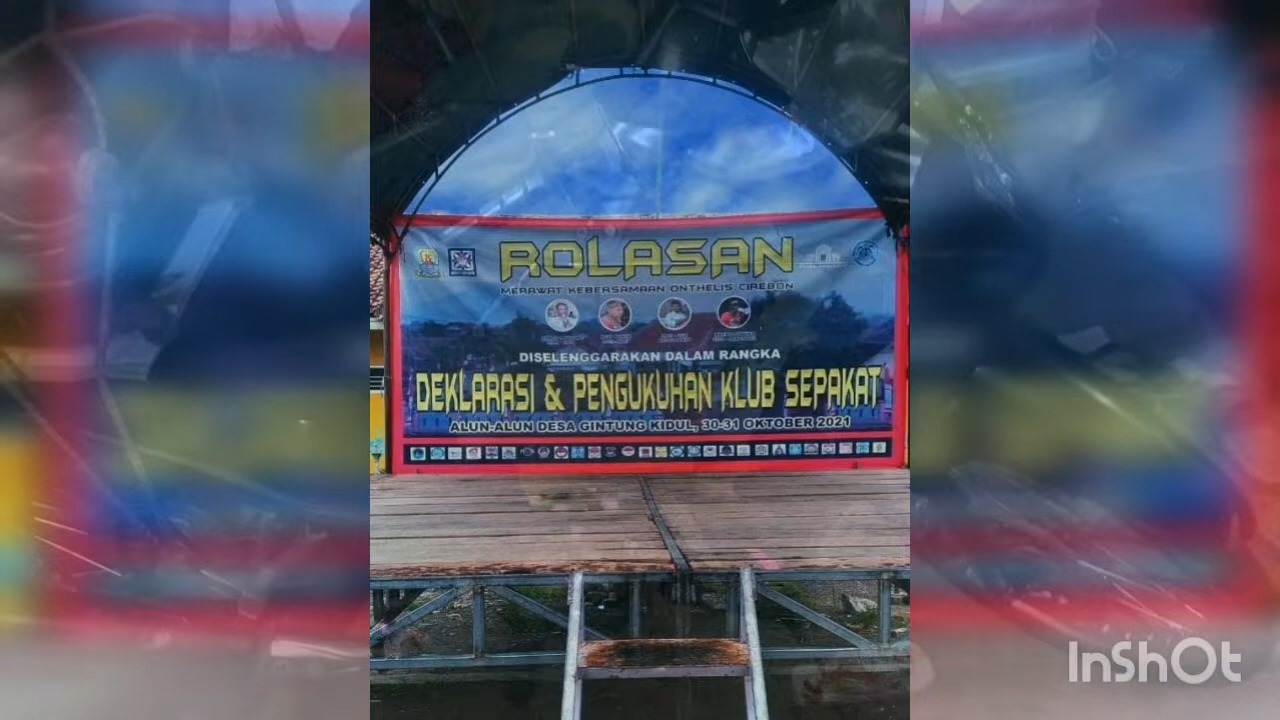 ROLASAN
MERAWAT KEBERSAMAAN ONTHELIS CIREBON
DISELENGGARAKAN DALAM RANGKA
DEKLARASI & PENGUKUHAN KLUB SEPAKAT
ALUN-ALUN DESA GINTUNG KIDUL, 30-31 OKTOBER 2021
InShOt